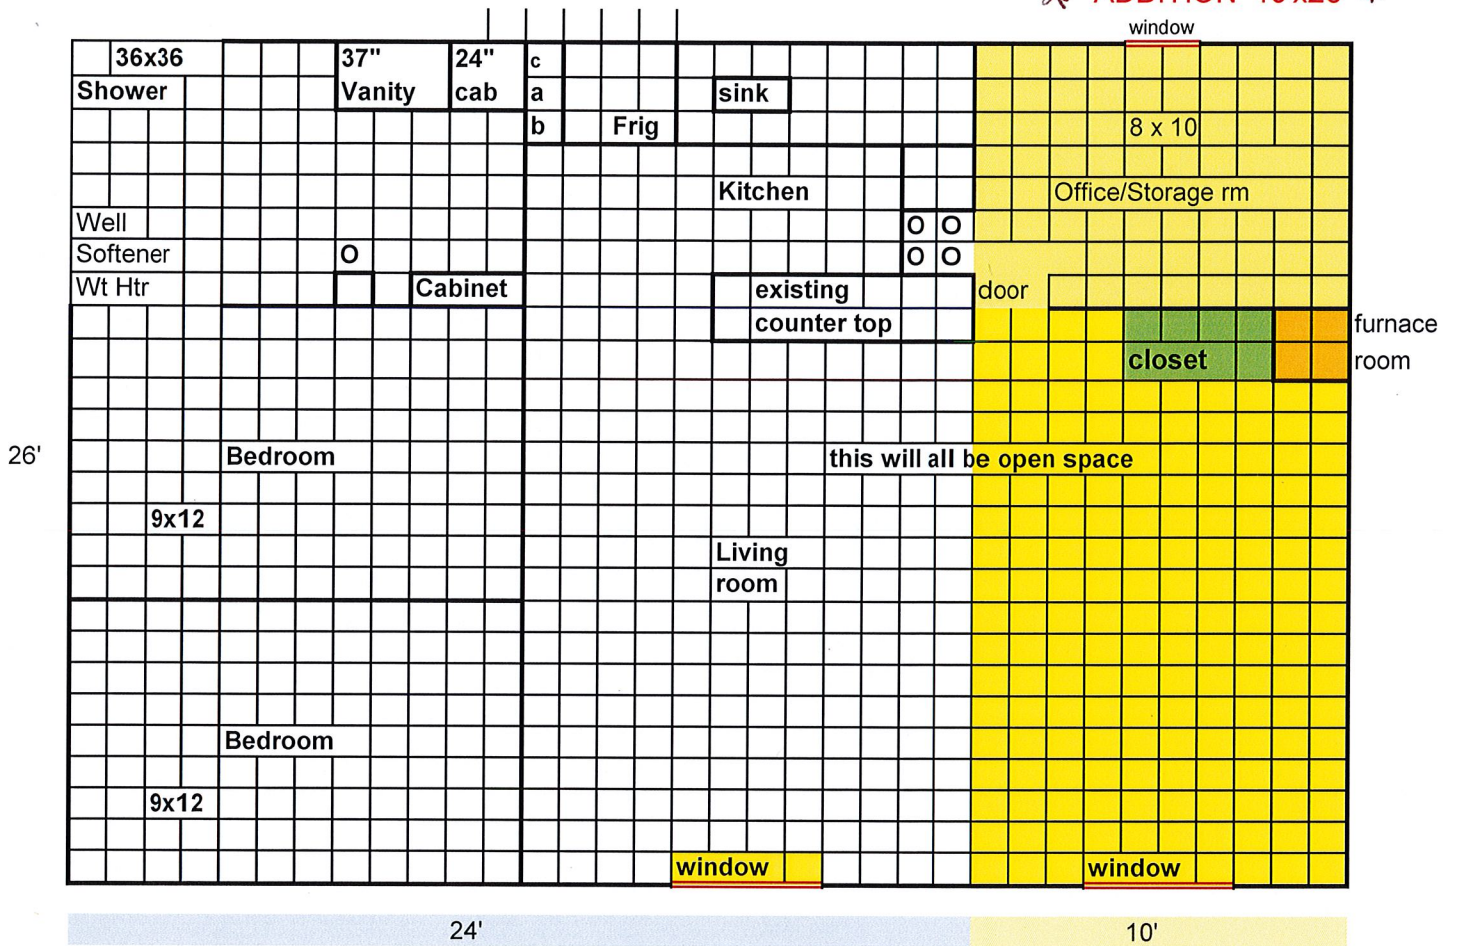 ADDITION 10x26
window
36x36 37" 24" c
Shower Vanity cab a sink
b Frig 8 x 10
Kitchen Office/Storage rm
Well O O
Softener O O O
Wt Htr Cabinet existing door
counter top furnace
closet room
26' Bedroom this will all be open space
9x12
Living
room
Bedroom
9x12
window window
24' 10'